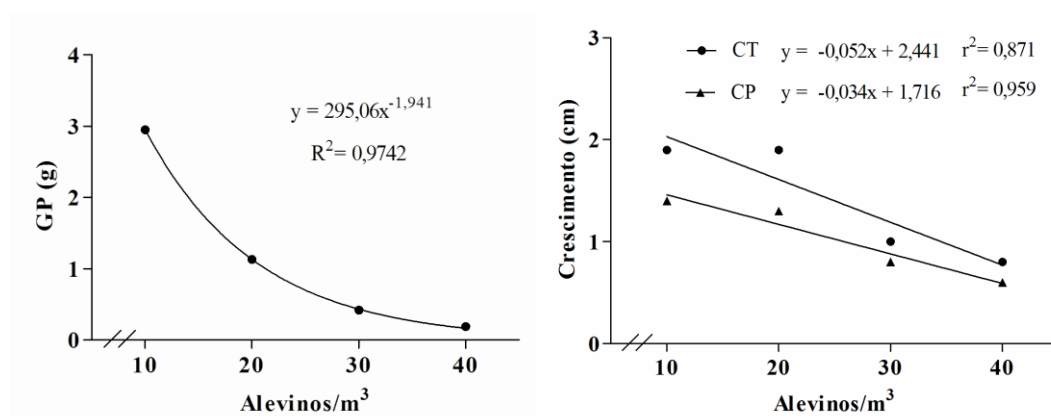 3
2
1
0
GP (g)
y = 295,06x^-1,941
R²= 0,9742
10 20 30 40
Alevinos/m³
3
2
1
0
Crescimento (cm)
CT y = -0,052x + 2,441 r²= 0,871
CP y = -0,034x + 1,716 r²= 0,959
10 20 30 40
Alevinos/m³